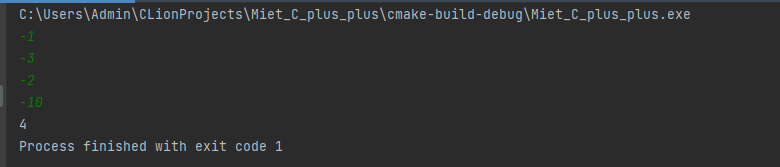 C:\Users\Admin\CLionProjects\Miet_C_plus_plus\cmake-build-debug\Miet_C_plus_plus.exe
-1
-3
-2
-10
4
Process finished with exit code 1